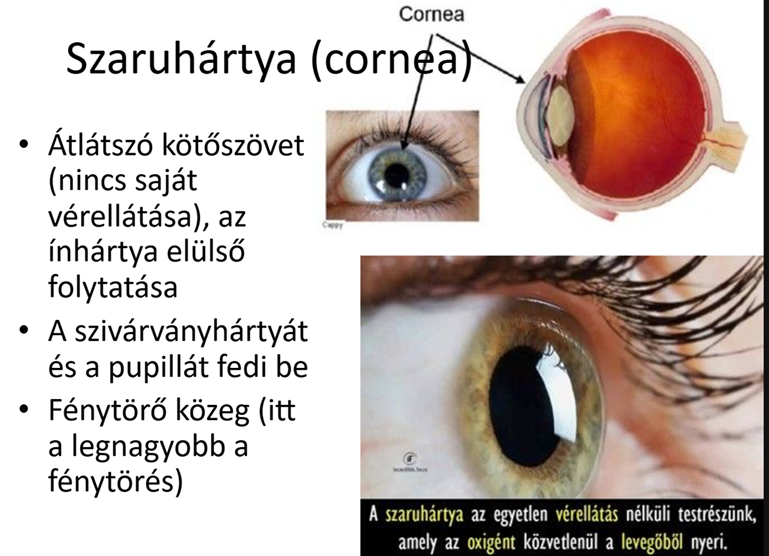 Cornea
Szaruhártya (cornea)
• Átlátszó kötőszövet
(nincs saját
vérellátása), az
ínhártya elülső
folytatása
• A szivárványhártyát
és a pupillát fedi be
• Fénytörő közeg (itt
a legnagyobb a
fénytörés)
Cappy
A szaruhártya az egyetlen vérellátás nélküli testrészünk,
amely az oxigént közvetlenül a levegőből nyeri.